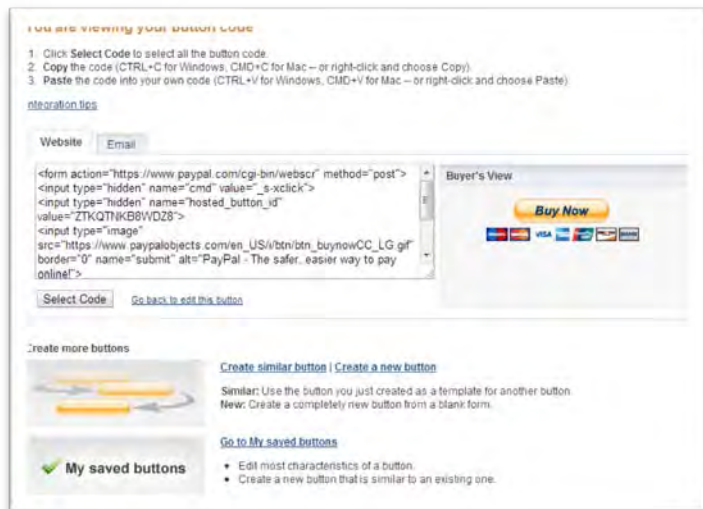 You are viewing your button code
1. Click Select Code to select all the button code.
2. Copy the code (CTRL+C for Windows, CMD+C for Mac -- or right-click and choose Copy)
3. Paste the code into your own code (CTRL+V for Windows, CMD+V for Mac -- or right-click and choose Paste)
ntegration tips
Website Email
<form action="https://www.paypal.com/cgi-bin/webscr" method="post">
<input type="hidden" name="cmd" value="_s-xclick">
<input type="hidden" name="hosted_button_id"
value="ZTKQTNKB8WDZ8">
<input type="image"
src="https://www.paypalobjects.com/en_US/i/btn/btn_buynowCC_LG.gif"
border="0" name="submit" alt="PayPal - The safer, easier way to pay
online!">
Buyer's View
Buy Now
VISA
Select Code Go back to edit this button
Create more buttons
Create similar button | Create a new button
Similar: Use the button you just created as a template for another button.
New: Create a completely new button from a blank form.
My saved buttons
Go to My saved buttons
• Edit most characteristics of a button.
• Create a new button that is similar to an existing one.